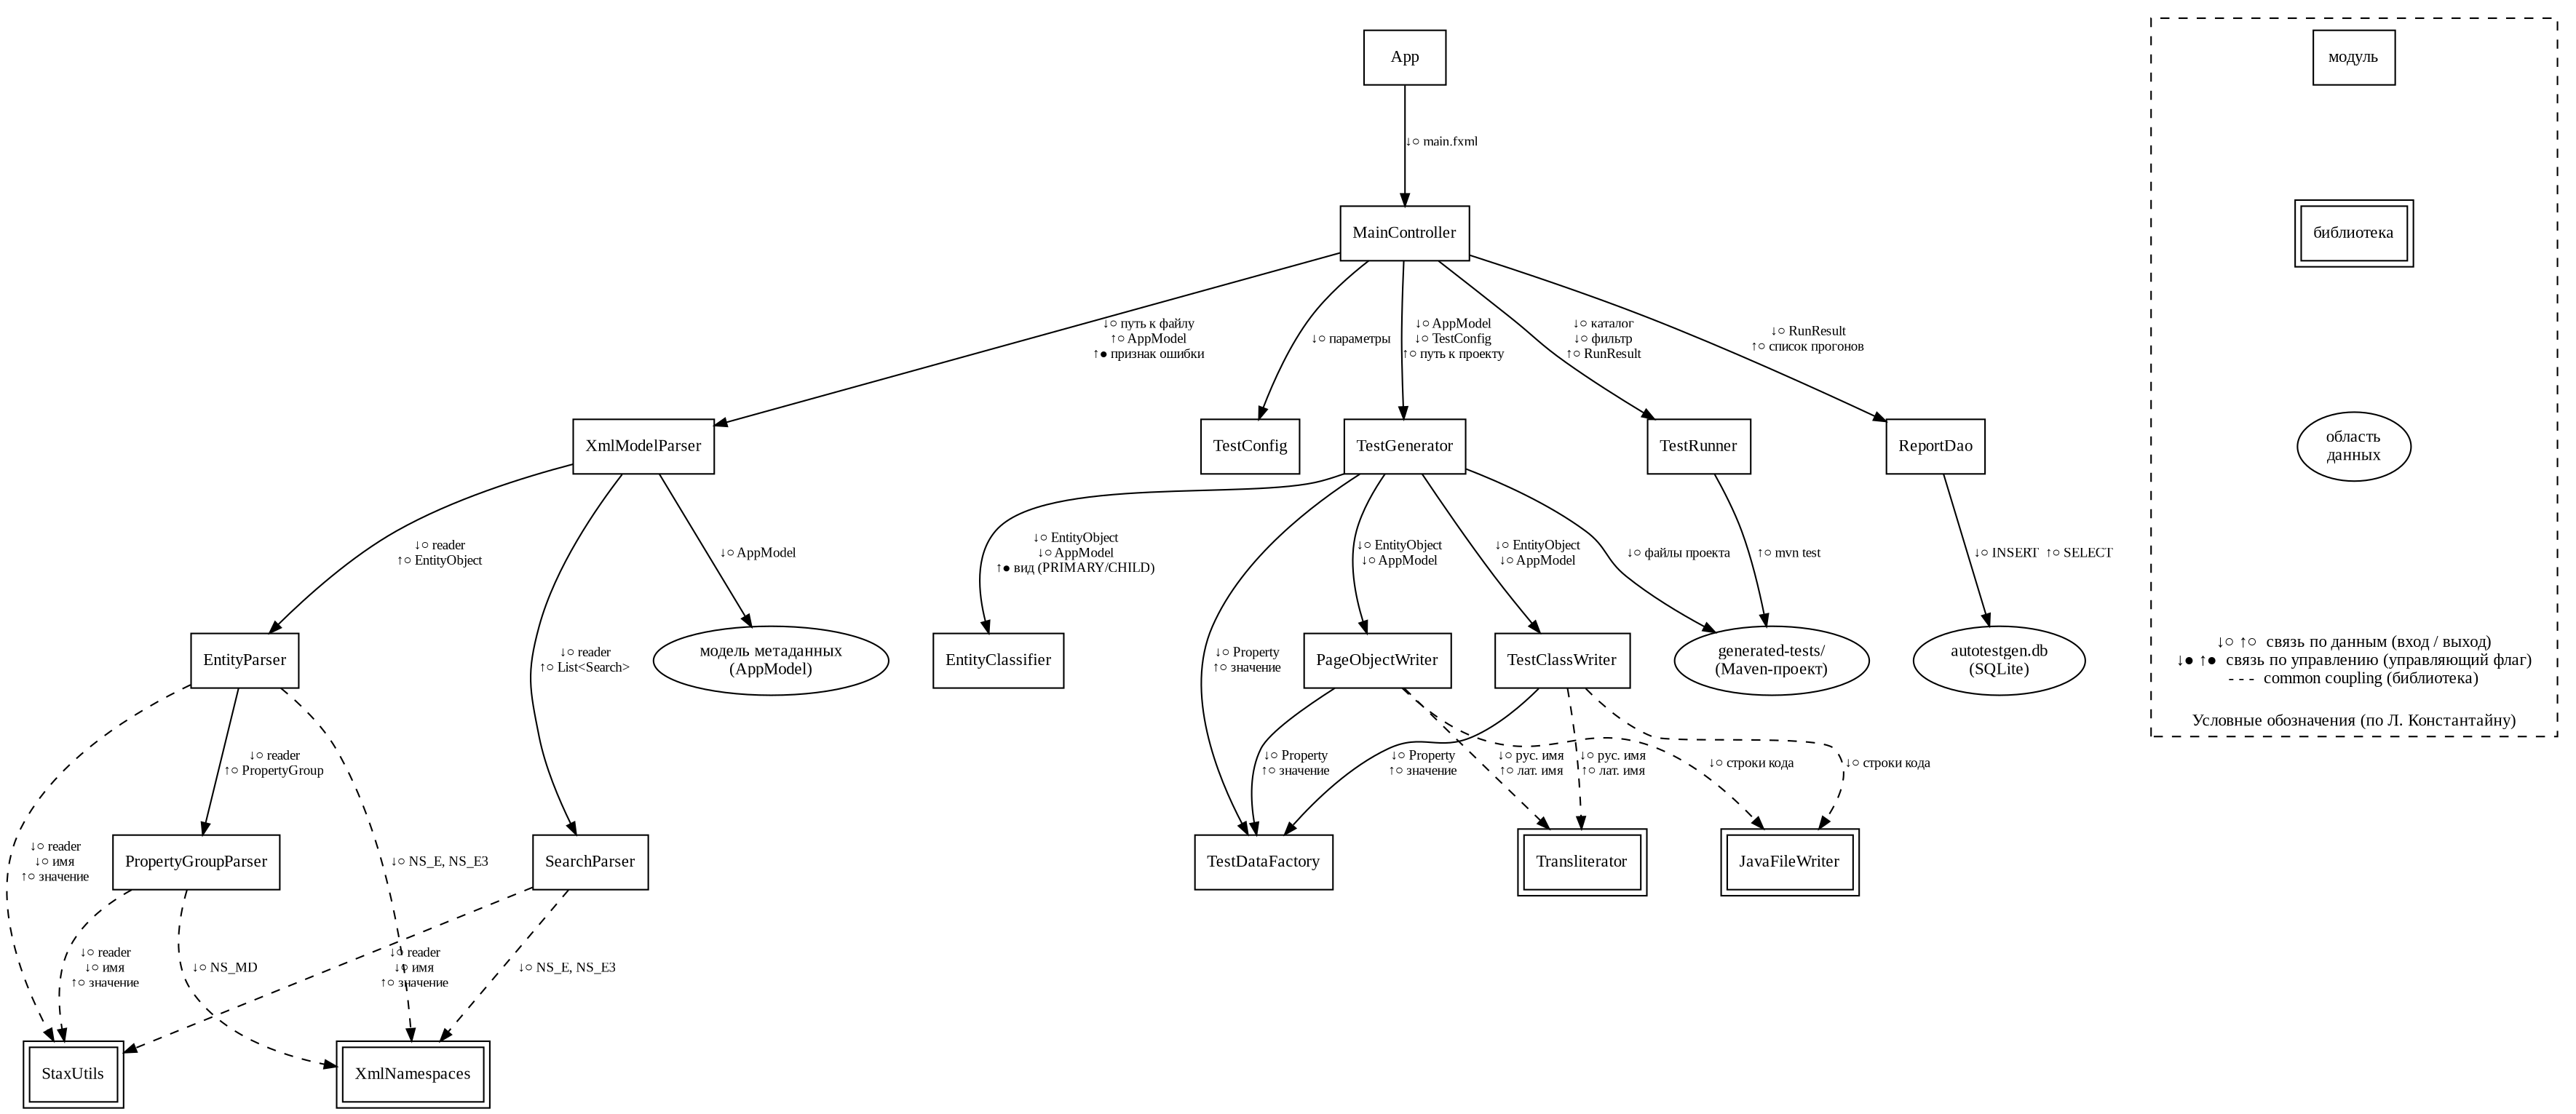 App
модуль
↓○ main.fxml
MainController
библиотека
↓○ путь к файлу
↑○ AppModel
↑● признак ошибки
↓○ параметры
↓○ AppModel
↓○ TestConfig
↑○ путь к проекту
↓○ каталог
↓○ фильтр
↑○ RunResult
↓○ RunResult
↑○ список прогонов
XmlModelParser
TestConfig
TestGenerator
TestRunner
ReportDao
область
данных
↓○ reader
↑○ EntityObject
↓○ AppModel
↓○ EntityObject
↓○ AppModel
↑● вид (PRIMARY/CHILD)
↓○ EntityObject
↓○ AppModel
↓○ EntityObject
↓○ AppModel
↓○ файлы проекта
↑○ mvn test
↓○ INSERT ↑○ SELECT
EntityParser
↓○ reader
↑○ List<Search>
модель метаданных
(AppModel)
EntityClassifier
↓○ Property
↑○ значение
PageObjectWriter
TestClassWriter
generated-tests/
(Maven-проект)
autotestgen.db
(SQLite)
↓○ ↑○ связь по данным (вход / выход)
↓● ↑● связь по управлению (управляющий флаг)
- - - common coupling (библиотека)
Условные обозначения (по Л. Константайну)
↓○ reader
↑○ PropertyGroup
↓○ Property
↑○ значение
↓○ Property
↑○ значение
↓○ рус. имя
↑○ лат. имя
↓○ рус. имя
↑○ лат. имя
↓○ строки кода
↓○ строки кода
↓○ reader
↓○ имя
↑○ значение
PropertyGroupParser
↓○ NS_E, NS_E3
SearchParser
TestDataFactory
Transliterator
JavaFileWriter
↓○ reader
↓○ имя
↑○ значение
↓○ NS_MD
↓○ reader
↓○ имя
↑○ значение
↓○ NS_E, NS_E3
StaxUtils
XmlNamespaces